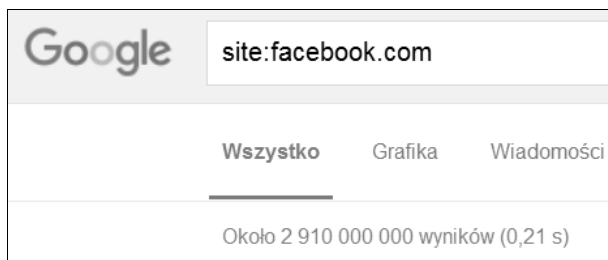 Google site:facebook.com
Wszystko Grafika Wiadomości
Około 2 910 000 000 wyników (0,21 s)